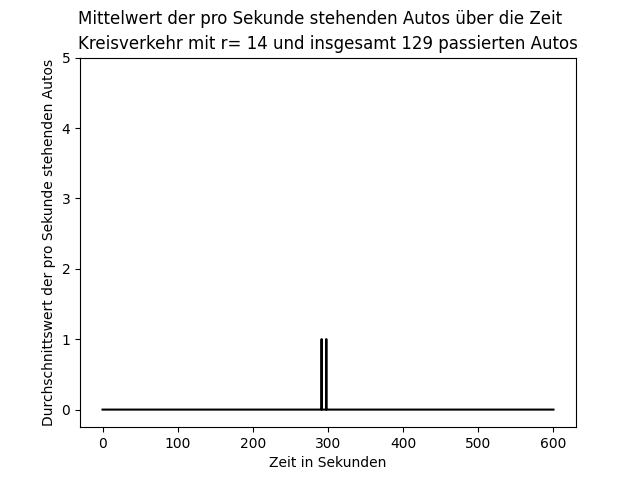 Mittelwert der pro Sekunde stehenden Autos über die Zeit
Kreisverkehr mit r= 14 und insgesamt 129 passierten Autos
Durchschnittswert der pro Sekunde stehenden Autos
5
4
3
2
1
0
0 100 200 300 400 500 600
Zeit in Sekunden